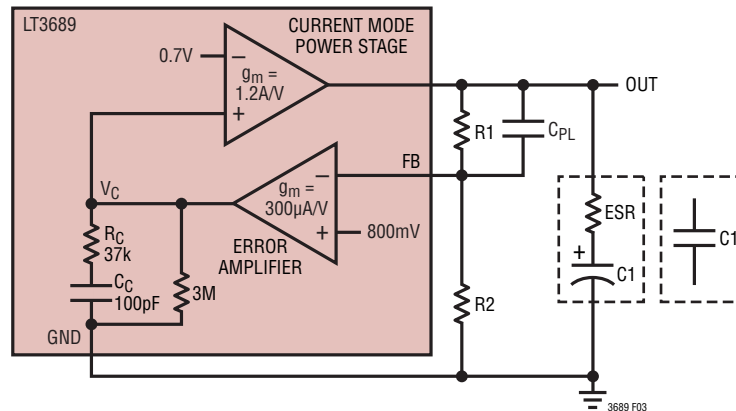 LT3689
CURRENT MODE
POWER STAGE
0.7V
–
gm =
1.2A/V
+
OUT
R1
CPL
FB
VC
–
gm =
300µA/V
+
800mV
ERROR
AMPLIFIER
RC
37k
CC
100pF
3M
GND
R2
ESR
+
C1
C1
3689 F03